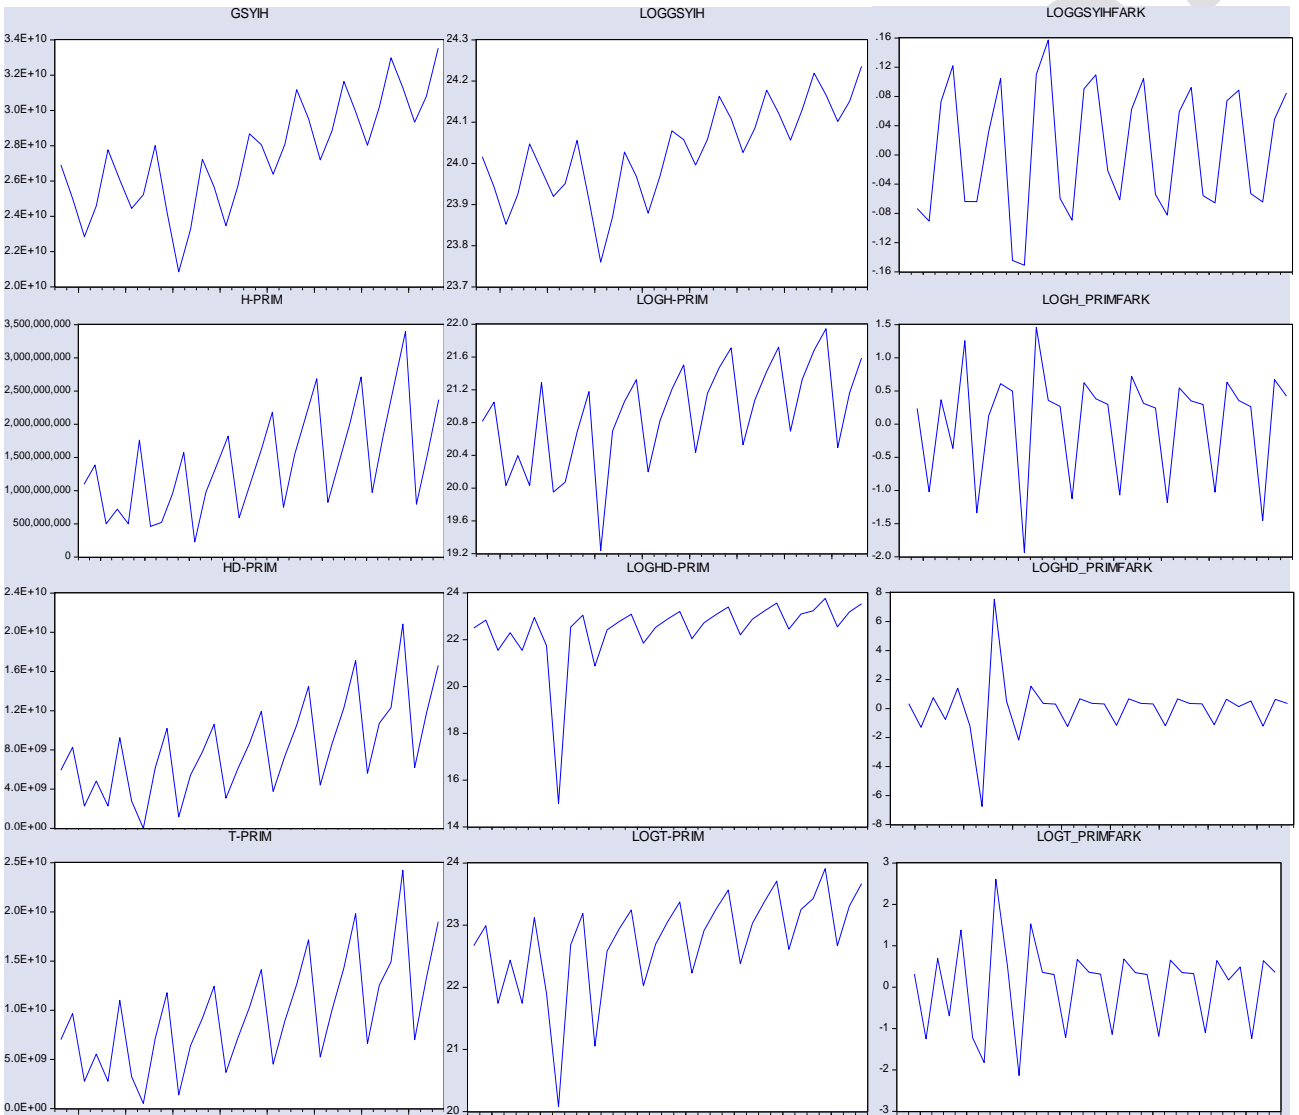 GSYIH
3.4E+10
3.2E+10
3.0E+10
2.8E+10
2.6E+10
2.4E+10
2.2E+10
2.0E+10
LOGGSYIH
24.3
24.2
24.1
24.0
23.9
23.8
23.7
LOGGSYIHFARK
.16
.12
.08
.04
.00
-.04
-.08
-.12
-.16
H-PRIM
3,500,000,000
3,000,000,000
2,500,000,000
2,000,000,000
1,500,000,000
1,000,000,000
500,000,000
0
LOGH-PRIM
22.0
21.6
21.2
20.8
20.4
20.0
19.6
19.2
LOGH_PRIMFARK
1.5
1.0
0.5
0.0
-0.5
-1.0
-1.5
-2.0
HD-PRIM
2.4E+10
2.0E+10
1.6E+10
1.2E+10
8.0E+09
4.0E+09
0.0E+00
LOGHD-PRIM
24
22
20
18
16
14
LOGHD_PRIMFARK
8
6
4
2
0
-2
-4
-6
-8
T-PRIM
2.5E+10
2.0E+10
1.5E+10
1.0E+10
5.0E+09
0.0E+00
LOGT-PRIM
24
23
22
21
20
LOGT_PRIMFARK
3
2
1
0
-1
-2
-3